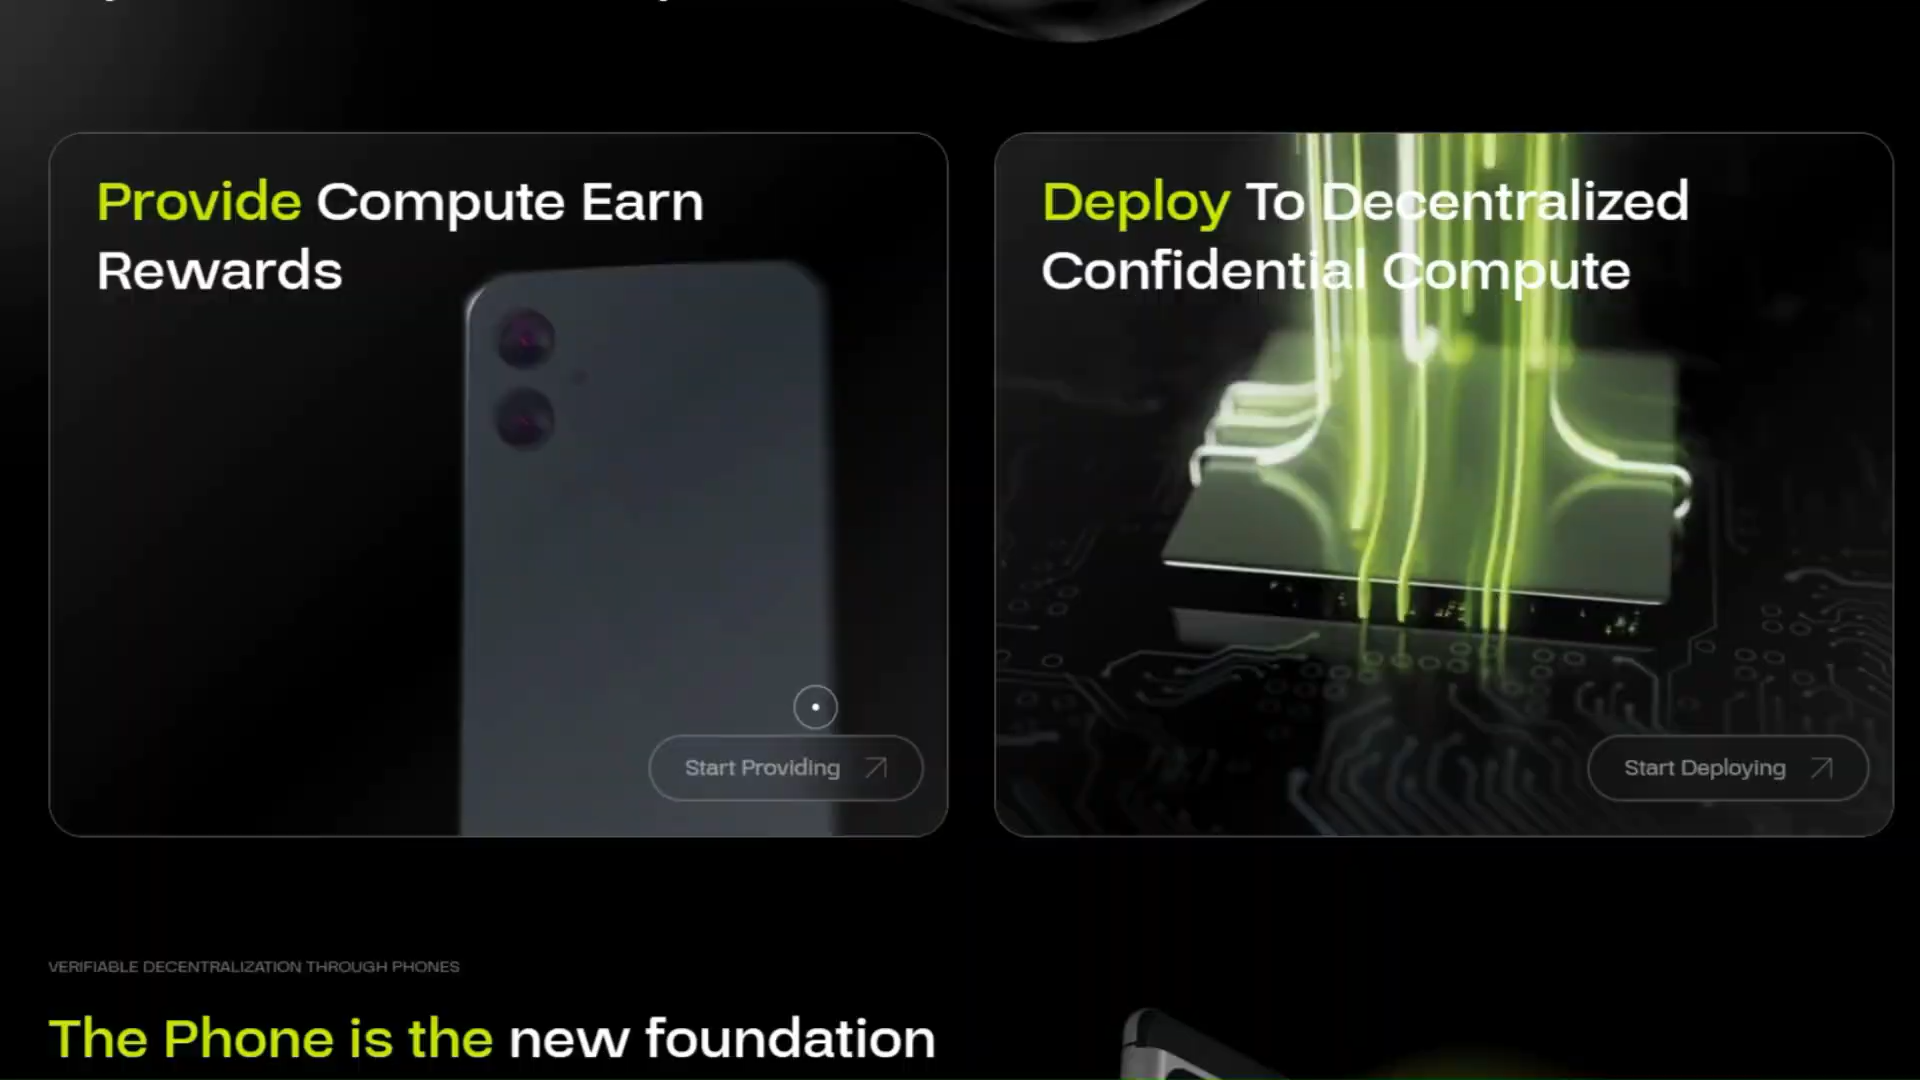 Provide Compute Earn
Rewards
Start Providing
Deploy To Decentralized
Confidential Compute
Start Deploying
VERIFIABLE DECENTRALIZATION THROUGH PHONES
The Phone is the new foundation